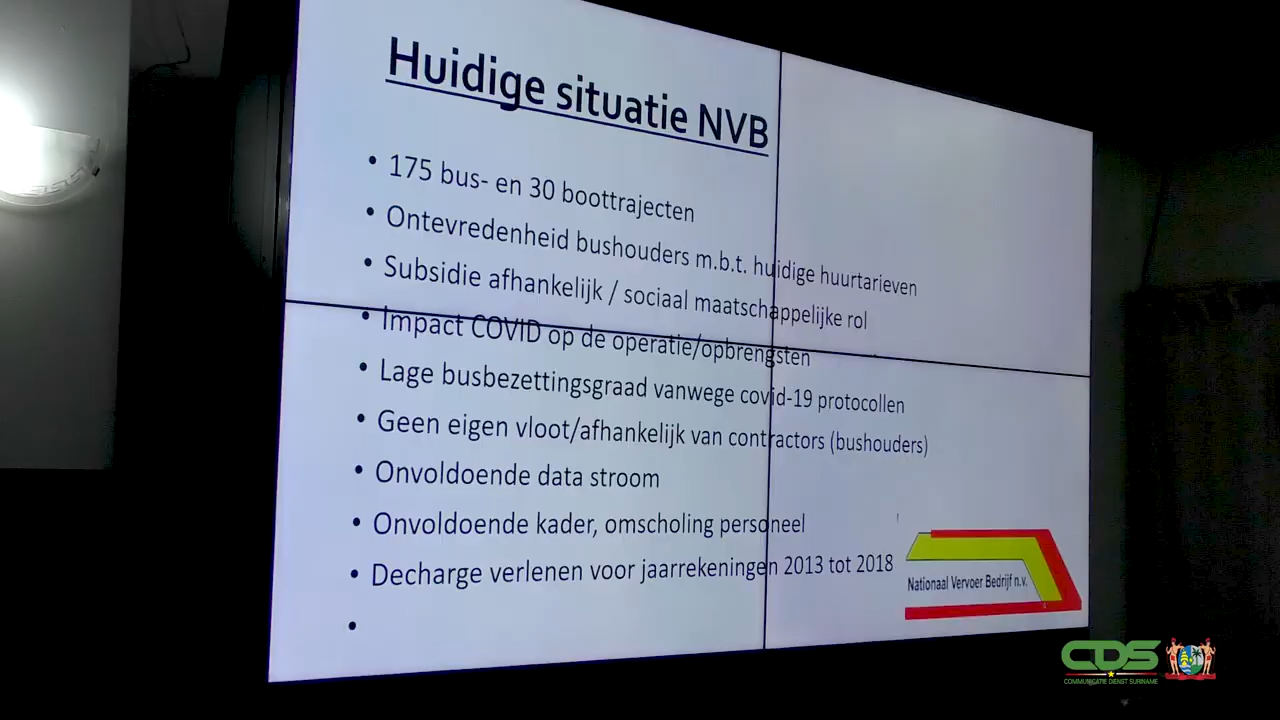 Huidige situatie NVB
• 175 bus- en 30 boottrajecten
• Ontevredenheid bushouders m.b.t. huidige huurtarieven
• Subsidie afhankelijk / sociaal maatschappelijke rol
• Impact COVID op de operatie/opbrengsten
• Lage busbezettingsgraad vanwege covid-19 protocollen
• Geen eigen vloot/afhankelijk van contractors (bushouders)
• Onvoldoende data stroom
• Onvoldoende kader, omscholing personeel
• Decharge verlenen voor jaarrekeningen 2013 tot 2018
•
Nationaal Vervoer Bedrijf n.v.
CDS
COMMUNICATIE DIENST SURINAME